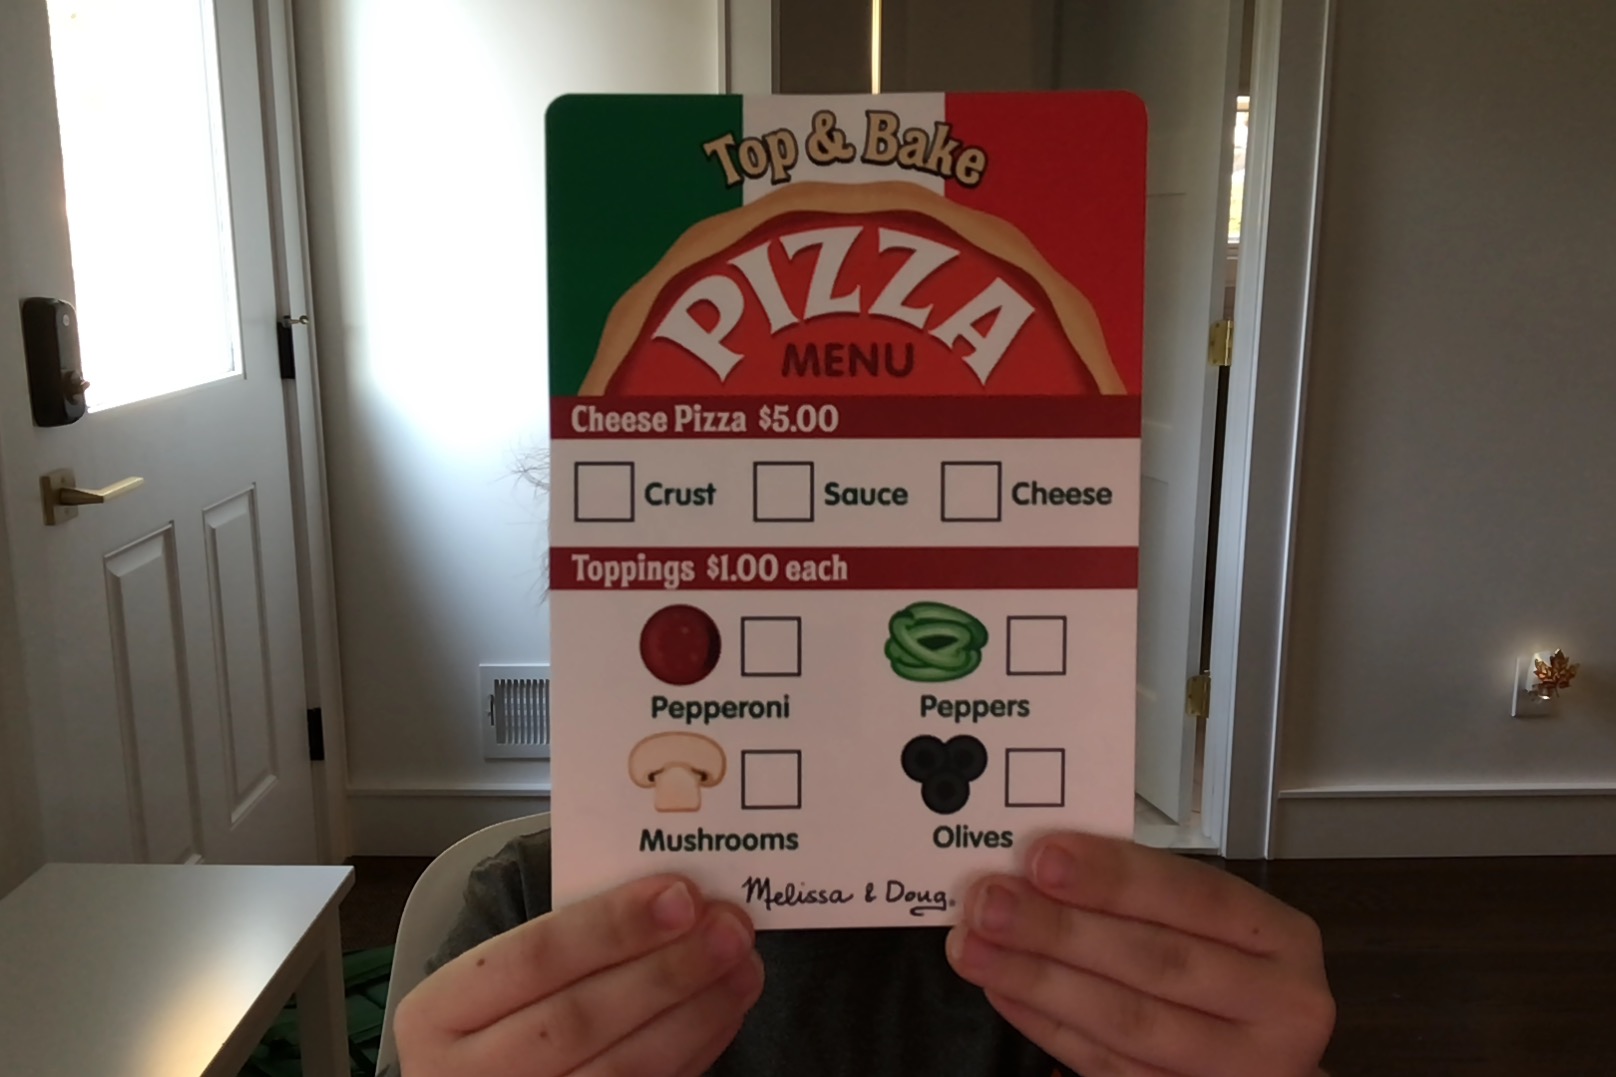 Top & Bake
PIZZA
MENU
Cheese Pizza $5.00
Crust Sauce Cheese
Toppings $1.00 each
Pepperoni Peppers
Mushrooms Olives
Melissa & Doug®